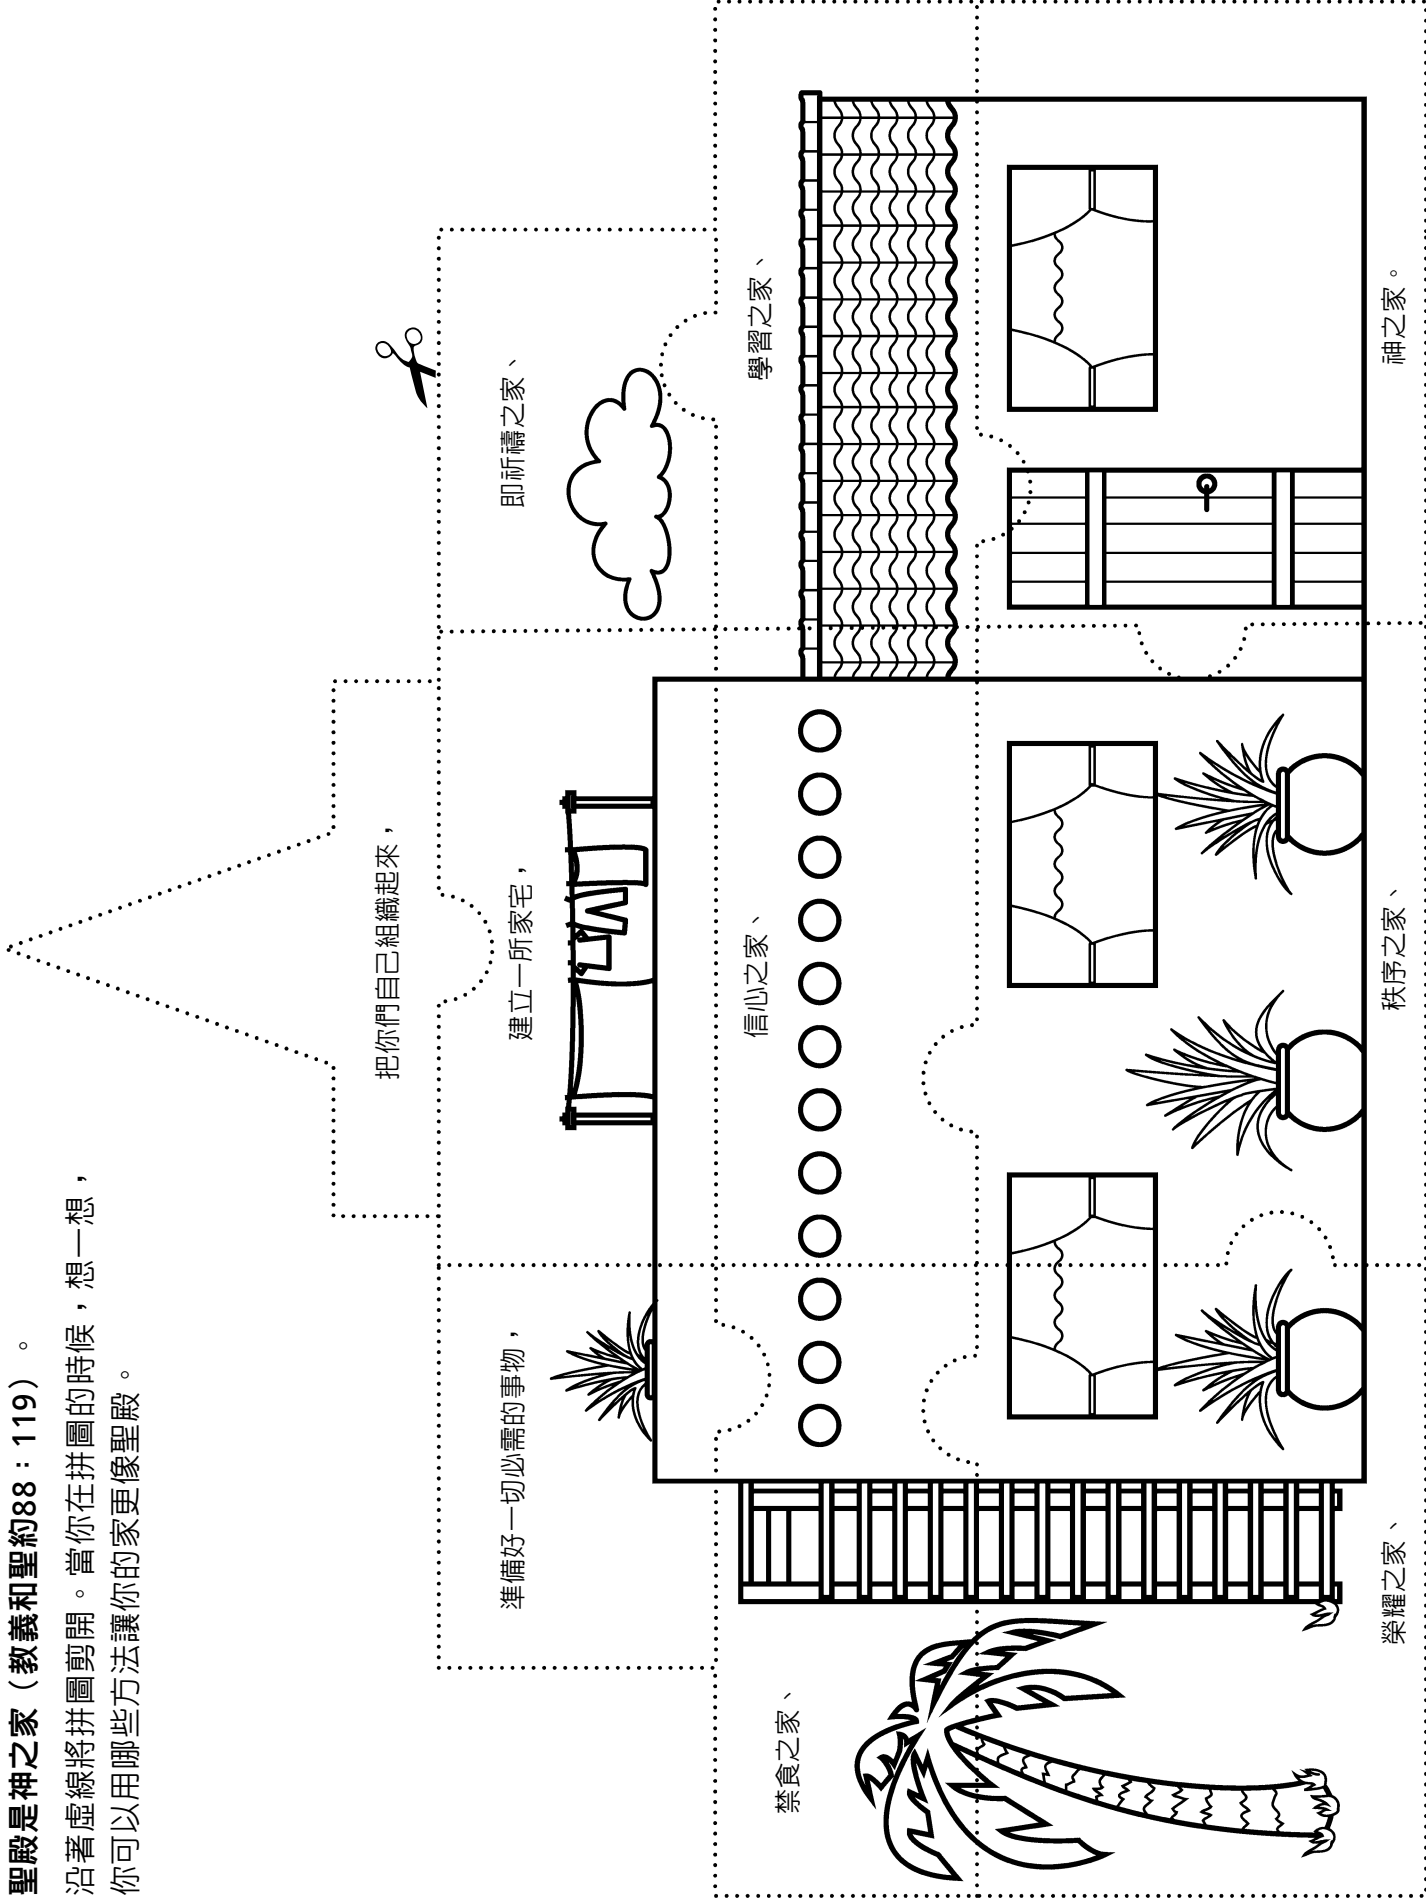 聖殿是神之家（教義和聖約88：119）。
沿著虛線將拼圖剪開。當你在拼圖的時候，想一想，
你可以用哪些方法讓你的家更像聖殿。
把你們自己組織起來，
準備好一切必需的事物，
建立一所家宅，
即祈禱之家、
禁食之家、
信心之家、
學習之家、
榮耀之家、
秩序之家、
神之家。